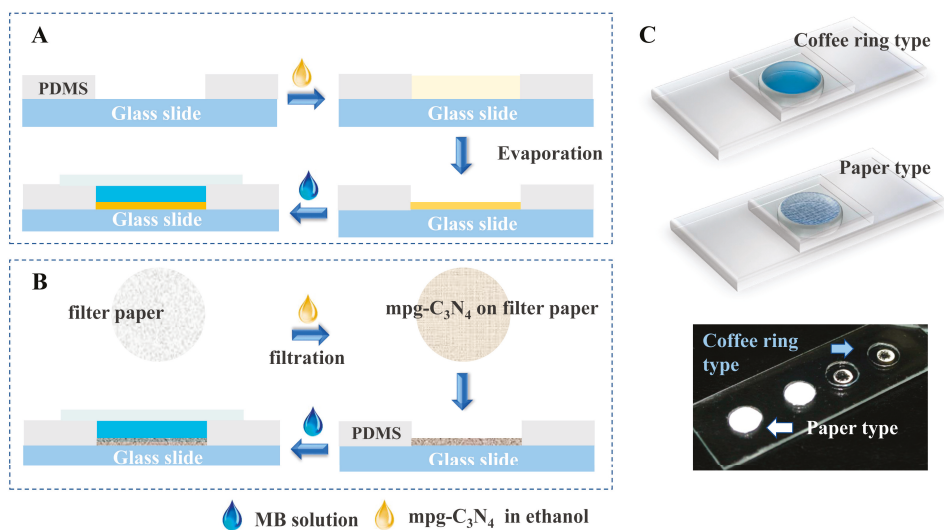 A
PDMS
Glass slide
Glass slide
Evaporation
Glass slide
Glass slide
B
filter paper
filtration
mpg-C₃N₄ on filter paper
PDMS
Glass slide
Glass slide
MB solution
mpg-C₃N₄ in ethanol
C
Coffee ring type
Paper type
Coffee ring
type
Paper type